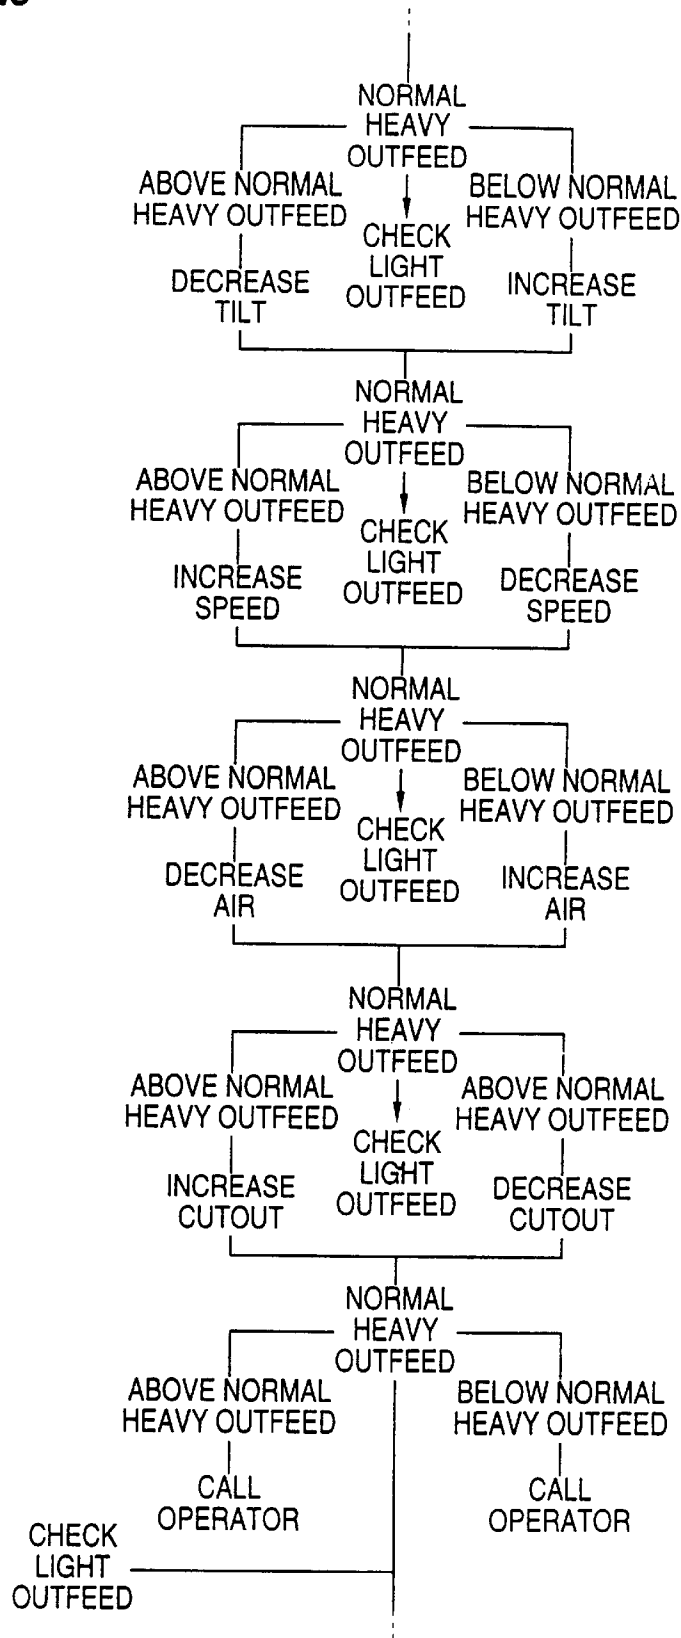 NORMAL
HEAVY
OUTFEED
ABOVE NORMAL
HEAVY OUTFEED
DECREASE
TILT
CHECK
LIGHT
OUTFEED
BELOW NORMAL
HEAVY OUTFEED
INCREASE
TILT
NORMAL
HEAVY
OUTFEED
ABOVE NORMAL
HEAVY OUTFEED
INCREASE
SPEED
CHECK
LIGHT
OUTFEED
BELOW NORMAL
HEAVY OUTFEED
DECREASE
SPEED
NORMAL
HEAVY
OUTFEED
ABOVE NORMAL
HEAVY OUTFEED
DECREASE
AIR
CHECK
LIGHT
OUTFEED
BELOW NORMAL
HEAVY OUTFEED
INCREASE
AIR
NORMAL
HEAVY
OUTFEED
ABOVE NORMAL
HEAVY OUTFEED
INCREASE
CUTOUT
CHECK
LIGHT
OUTFEED
ABOVE NORMAL
HEAVY OUTFEED
DECREASE
CUTOUT
NORMAL
HEAVY
OUTFEED
ABOVE NORMAL
HEAVY OUTFEED
CALL
OPERATOR
BELOW NORMAL
HEAVY OUTFEED
CALL
OPERATOR
CHECK
LIGHT
OUTFEED